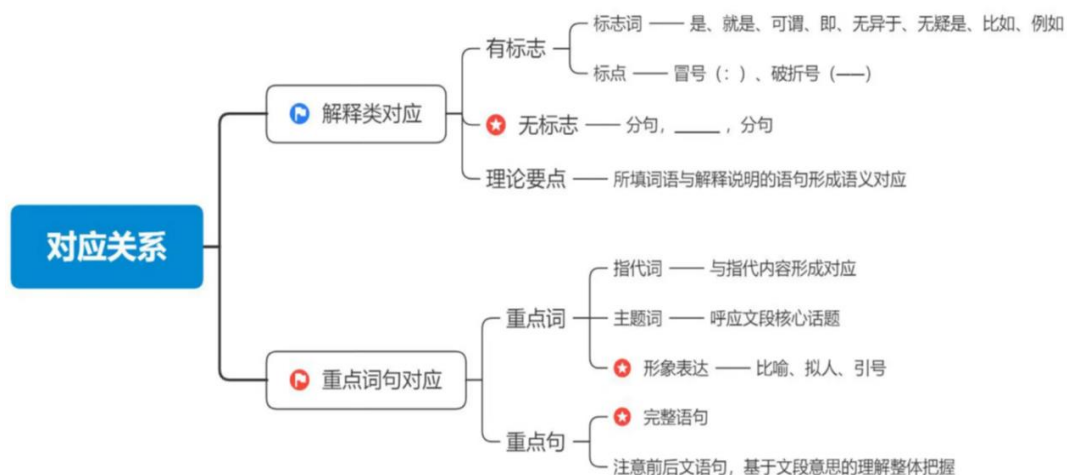 对应关系
解释类对应
有标志
标志词
是、就是、可谓、即、无异于、无疑是、比如、例如
标点
冒号（：）、破折号（——）
无标志
分句，_____，分句
理论要点
所填词语与解释说明的语句形成语义对应
重点词句对应
重点词
指代词
与指代内容形成对应
主题词
呼应文段核心话题
形象表达
比喻、拟人、引号
重点句
完整语句
注意前后文语句，基于文段意思的理解整体把握